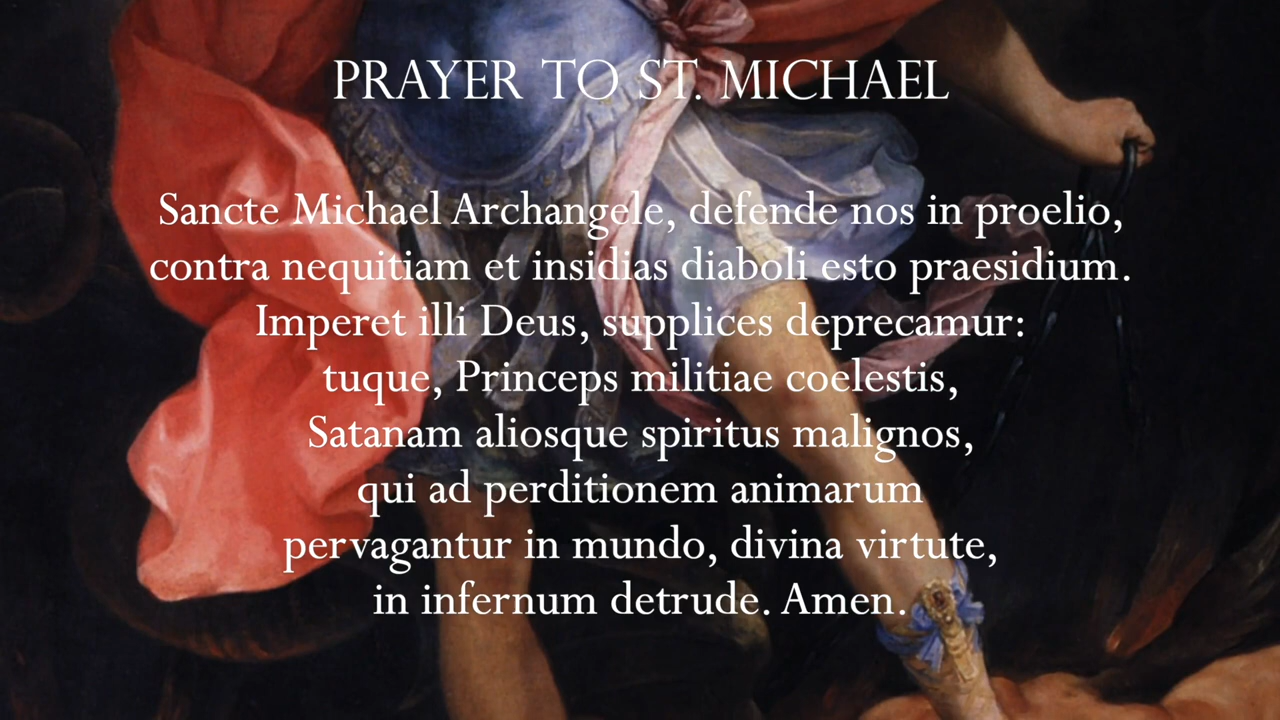 PRAYER TO ST. MICHAEL
Sancte Michael Archangele, defende nos in proelio,
contra nequitiam et insidias diaboli esto praesidium.
Imperet illi Deus, supplices deprecamur:
tuque, Princeps militiae coelestis,
Satanam aliosque spiritus malignos,
qui ad perditionem animarum
pervagantur in mundo, divina virtute,
in infernum detrude. Amen.